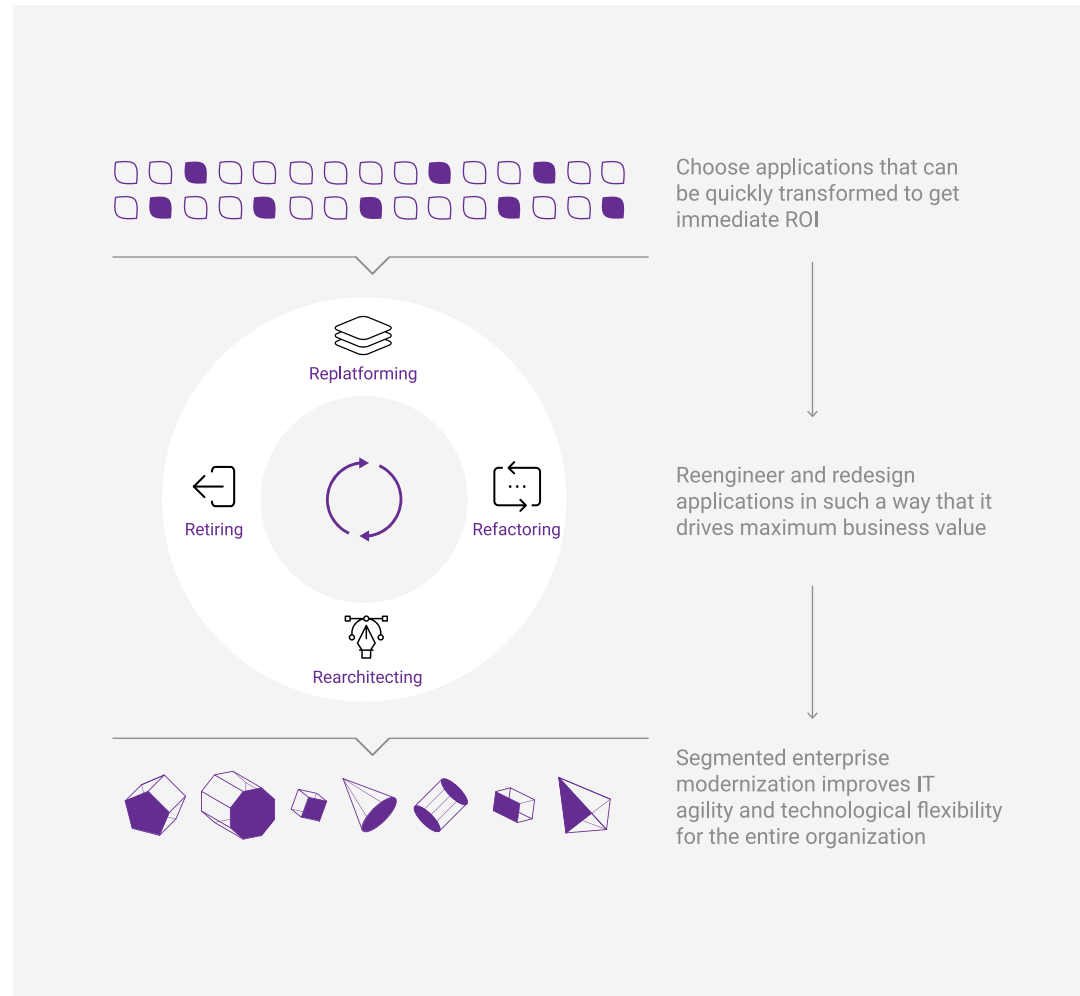 Choose applications that can
be quickly transformed to get
immediate ROI
Replatforming
Retiring
Refactoring
Reengineer and redesign
applications in such a way that it
drives maximum business value
Rearchitecting
Segmented enterprise
modernization improves IT
agility and technological flexibility
for the entire organization